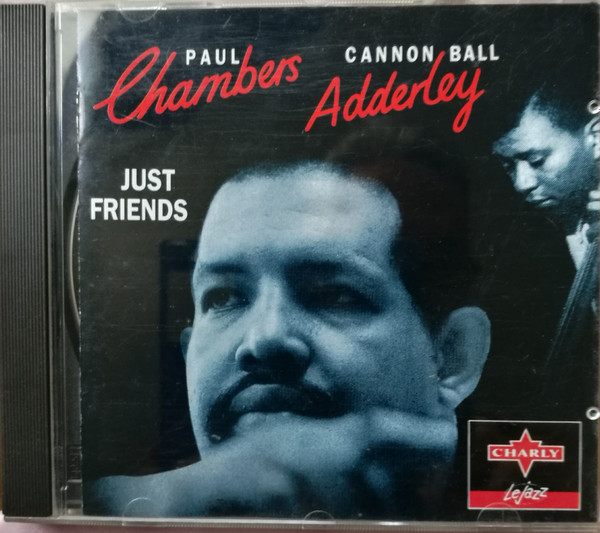 PAUL
Chambers
CANNON BALL
Adderley
JUST
FRIENDS
CHARLY
Le Jazz